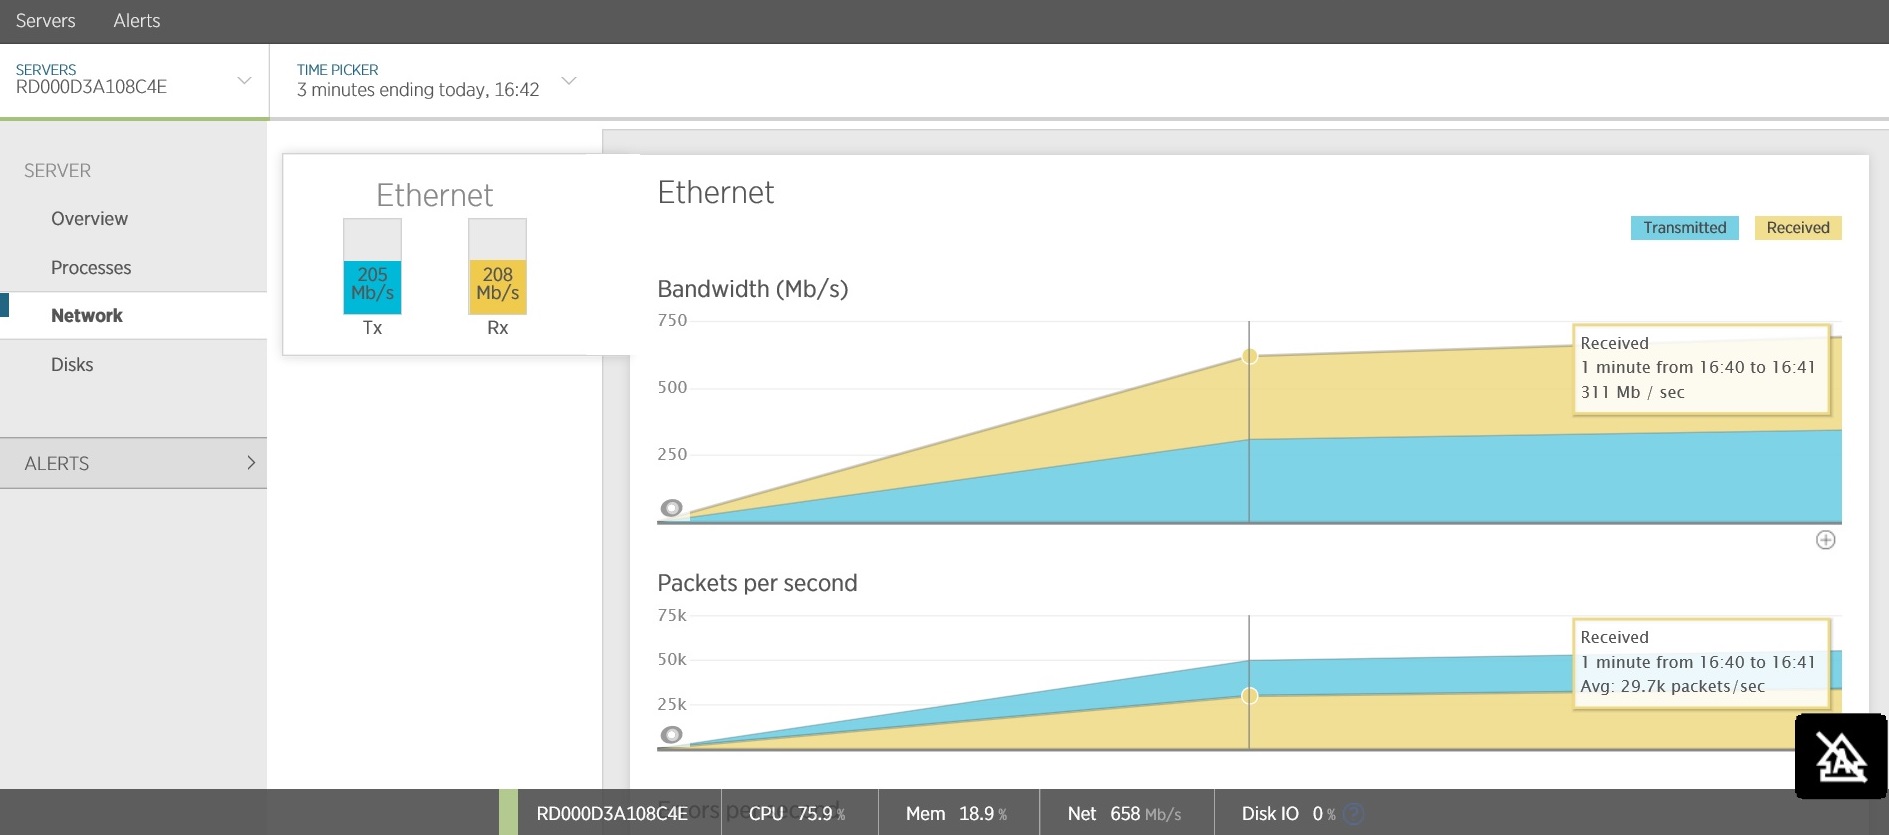 Servers Alerts
SERVERS
RD000D3A108C4E
TIME PICKER
3 minutes ending today, 16:42
SERVER
Overview
Processes
Network
Disks
ALERTS
Ethernet
205
Mb/s
Tx
208
Mb/s
Rx
Ethernet
Transmitted Received
Bandwidth (Mb/s)
750
500
250
Received
1 minute from 16:40 to 16:41
311 Mb / sec
Packets per second
75k
50k
25k
Received
1 minute from 16:40 to 16:41
Avg: 29.7k packets/sec
RD000D3A108C4E CPU 75.9 % Mem 18.9 % Net 658 Mb/s Disk IO 0 % ?